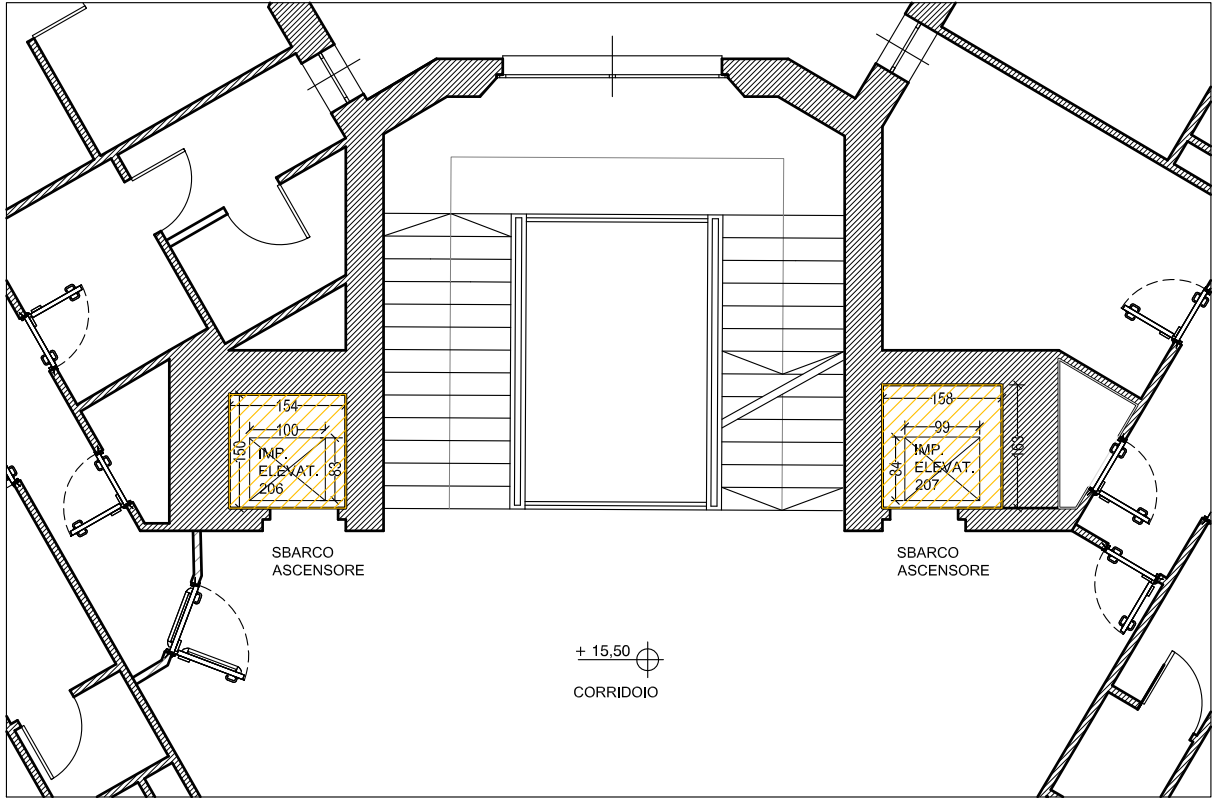 154
100
150
83
IMP.
ELEVAT.
206
158
99
84
163
IMP.
ELEVAT.
207
SBARCO
ASCENSORE
SBARCO
ASCENSORE
+ 15,50
CORRIDOIO